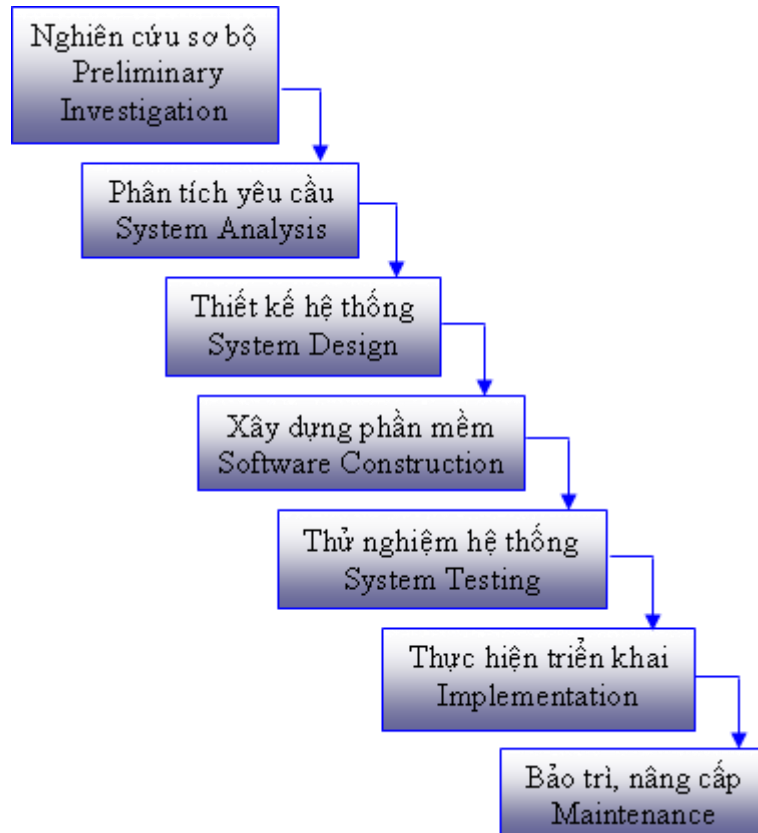 Nghiên cứu sơ bộ
Preliminary
Investigation
Phân tích yêu cầu
System Analysis
Thiết kế hệ thống
System Design
Xây dựng phần mềm
Software Construction
Thử nghiệm hệ thống
System Testing
Thực hiện triển khai
Implementation
Bảo trì, nâng cấp
Maintenance